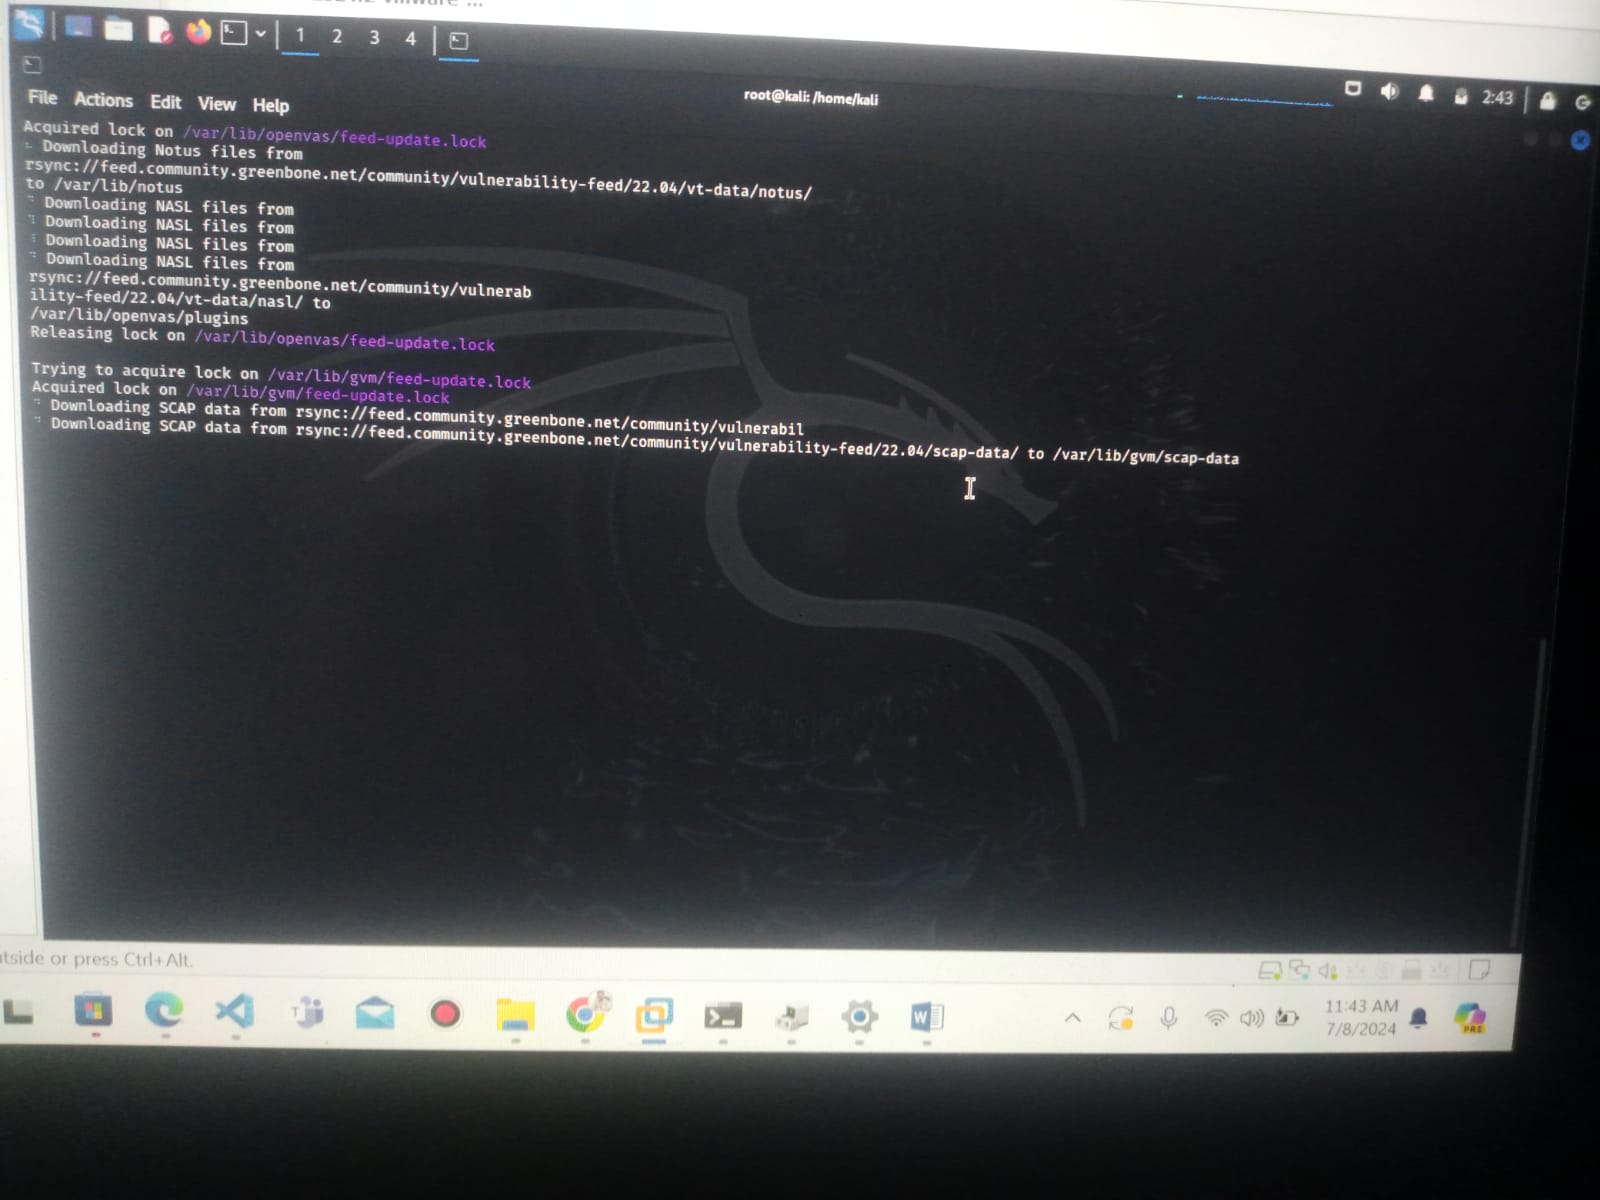 1 2 3 4
2:43
File Actions Edit View Help
root@kali: /home/kali
Acquired lock on /var/lib/openvas/feed-update.lock
Downloading Notus files from
rsync://feed.community.greenbone.net/community/vulnerability-feed/22.04/vt-data/notus/
to /var/lib/notus
Downloading NASL files from
Downloading NASL files from
Downloading NASL files from
Downloading NASL files from
rsync://feed.community.greenbone.net/community/vulnerab
ility-feed/22.04/vt-data/nasl/ to
/var/lib/openvas/plugins
Releasing lock on /var/lib/openvas/feed-update.lock
Trying to acquire lock on /var/lib/gvm/feed-update.lock
Acquired lock on /var/lib/gvm/feed-update.lock
Downloading SCAP data from rsync://feed.community.greenbone.net/community/vulnerabil
Downloading SCAP data from rsync://feed.community.greenbone.net/community/vulnerability-feed/22.04/scap-data/ to /var/lib/gvm/scap-data
or press Ctrl+Alt.
11:43 AM
7/8/2024
PRE